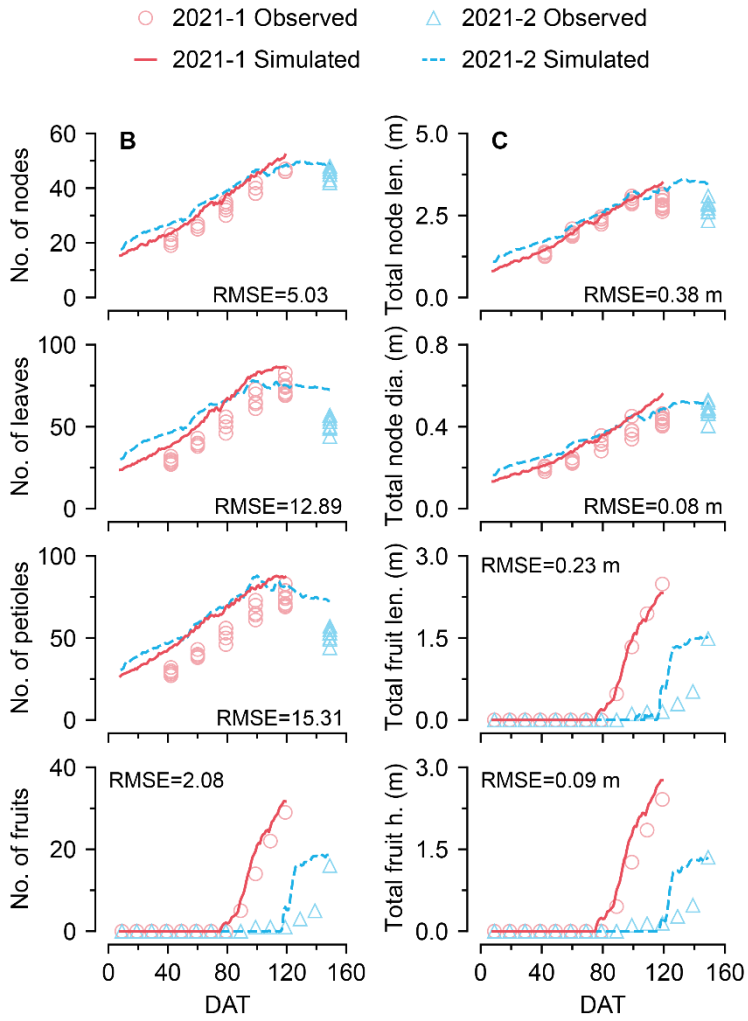 2021-1 Observed 2021-2 Observed
2021-1 Simulated 2021-2 Simulated
B
No. of nodes
60
40
20
0
RMSE=5.03
C
Total node len. (m)
5.0
2.5
0.0
RMSE=0.38 m
No. of leaves
100
50
0
RMSE=12.89
Total node dia. (m)
0.8
0.4
0.0
RMSE=0.08 m
No. of petioles
100
50
0
RMSE=15.31
Total fruit len. (m)
3.0
1.5
0.0
RMSE=0.23 m
No. of fruits
40
20
0
RMSE=2.08
0 40 80 120 160
DAT
Total fruit h. (m)
3.0
1.5
0.0
RMSE=0.09 m
0 40 80 120 160
DAT